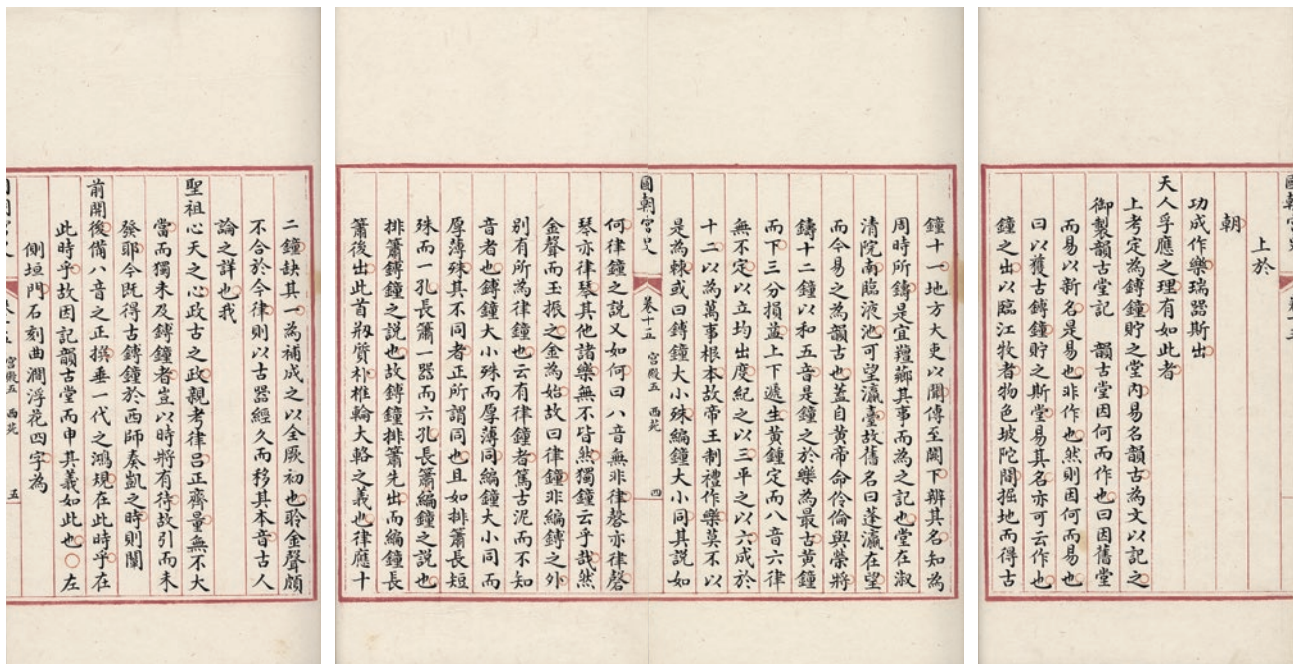 國朝宮史
上於
朝
功成作樂瑞器斯出
天人孚應之理有如此者
上考定為鎛鐘貯之堂內易名韻古為文以記之
御製韻古堂記　韻古堂因何而作也曰因舊堂
而易以新名是易也非作也然則因何而易也
曰以獲古鎛鐘貯之斯堂易其名亦可云作也
鐘之出以臨江牧者物色坡陀間掘地而得古
鐘十一地方大吏以聞傳至闕下辨其名知為
周時所鑄是宜羶薌其事而為之記也堂在淑
清院南臨液池可望瀛臺故舊名曰蓬瀛在望
而今易之為韻古也蓋自黃帝命伶倫與榮將
鑄十二鐘以和五音是鐘之於樂為最古黃鐘
而下三分損益上下遞生黃鐘定而八音六律
無不定以立均出度紀之以三平之以六成於
十二以為萬事根本故帝王制禮作樂莫不以
是為棘或曰鎛鐘大小殊編鐘大小同其說如
國朝宮史　卷十五　宮殿五　西苑　四
何律鐘之說又如何曰八音無非律磬亦律磬
琴亦律琴其他諸樂無不皆然獨鐘云乎哉然
金聲而玉振之金為始故曰律鐘非編鎛之外
別有所為律鐘也云有律鐘者篤古泥而不知
音者也鎛鐘大小殊而厚薄同編鐘大小同而
厚薄殊其不同者正所謂同也且如排簫長短
殊而一孔長簫一器而六孔長簫編鐘之說也
排簫鎛鐘之說也故鎛鐘排簫先出而編鐘長
簫後出此首瓶質朴椎輪大輅之義也律應十
二鐘缺其一為補成之以全厥初也聆金聲頗
不合於今律則以古器經久而移其本音古人
論之詳也我
聖祖心天之心政古之政親考律呂正齊量無不大
當而獨未及鎛鐘者豈以時將有待故引而未
發耶今既得古鎛鐘於西師奏凱之時則闡
前開後備八音之正撰垂一代之鴻規在此時乎在
此時乎故因記韻古堂而申其義如此也○左
側垣門石刻曲澗浮花四字為
宮殿五　西苑　五